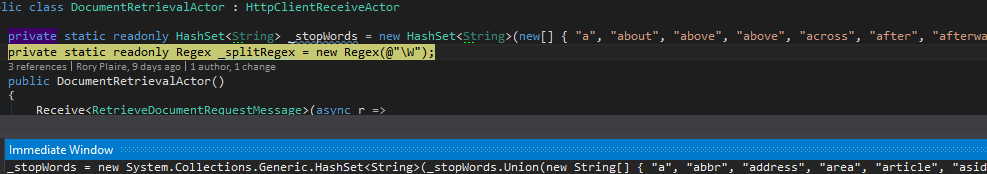 blic class DocumentRetrievalActor : HttpClientReceiveActor
private static readonly HashSet<String> _stopWords = new HashSet<String>(new[] { "a", "about", "above", "above", "across", "after", "afterwa
private static readonly Regex _splitRegex = new Regex(@"\W");
3 references | Rory Plaire, 9 days ago | 1 author, 1 change
public DocumentRetrievalActor()
{
Receive<RetrieveDocumentRequestMessage>(async r =>
Immediate Window
_stopWords = new System.Collections.Generic.HashSet<String>(_stopWords.Union(new String[] { "a", "abbr", "address", "area", "article", "asid